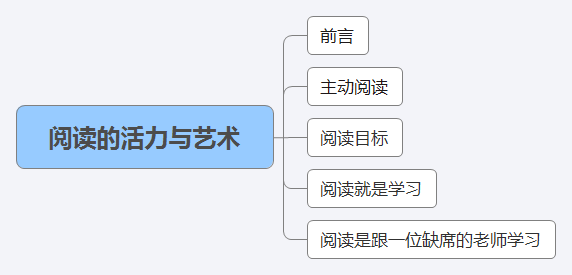 前言
主动阅读
阅读的活力与艺术
阅读目标
阅读就是学习
阅读是跟一位缺席的老师学习